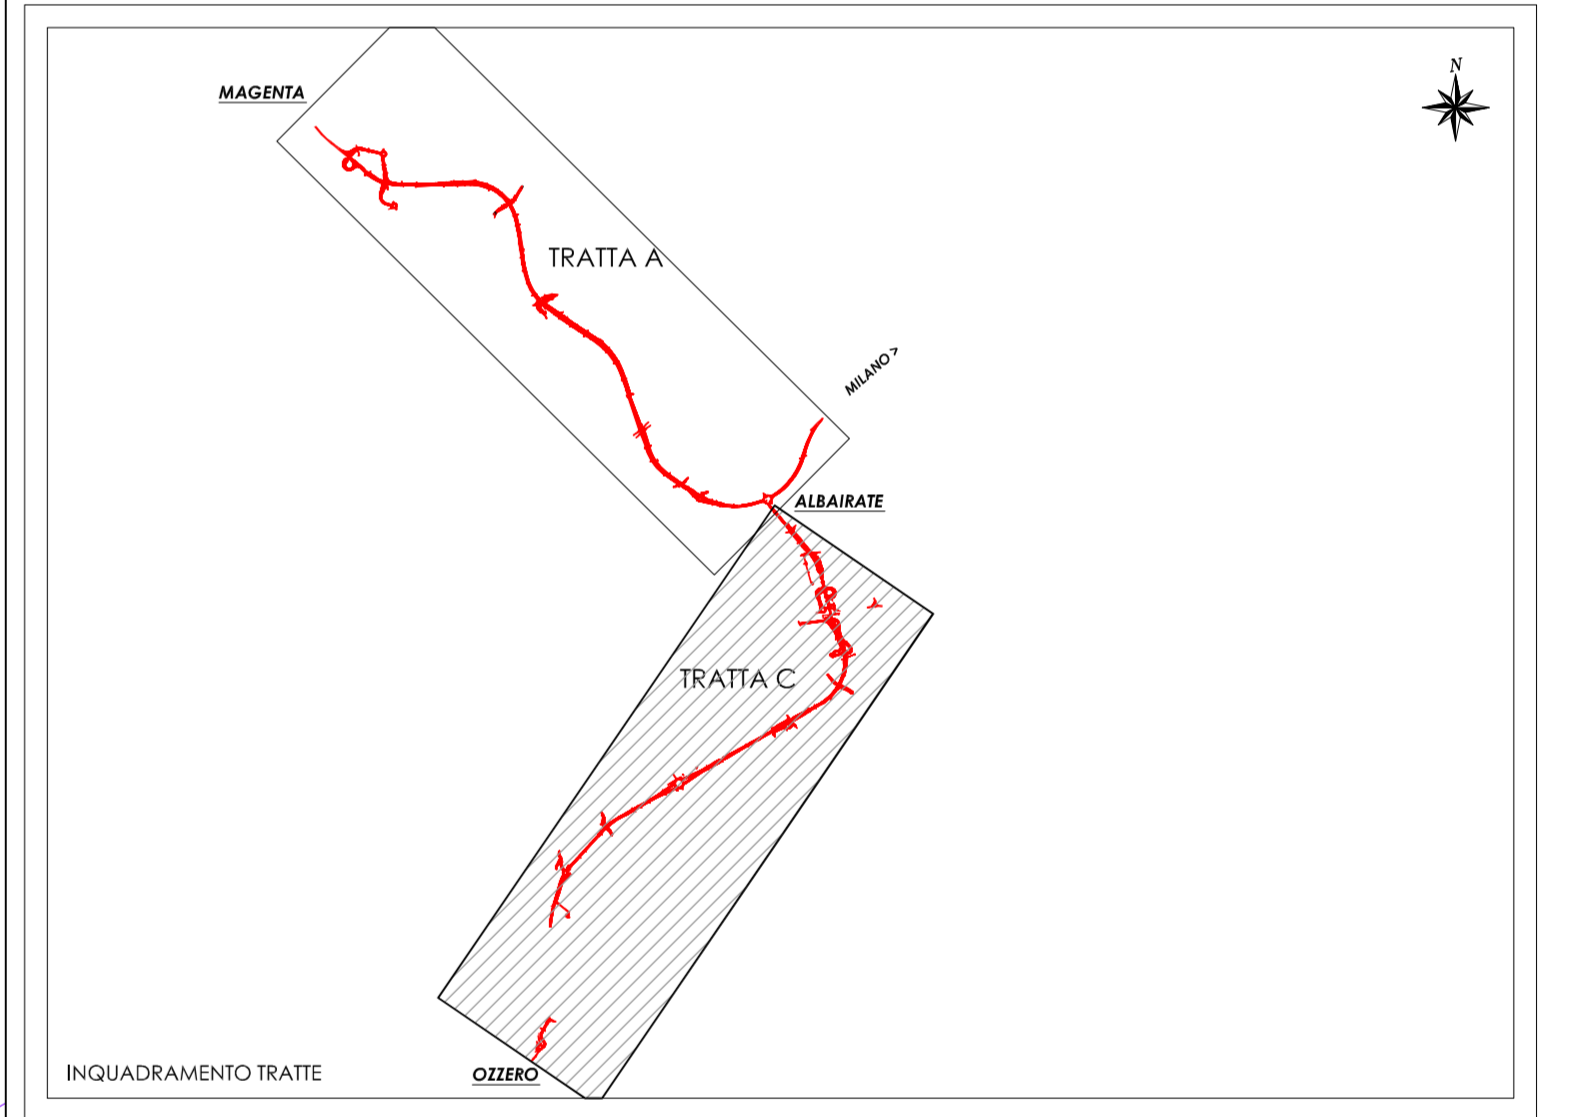 N
MAGENTA
TRATTA A
MILANO >
ALBAIRATE
TRATTA C
INQUADRAMENTO TRATTE
OZZERO